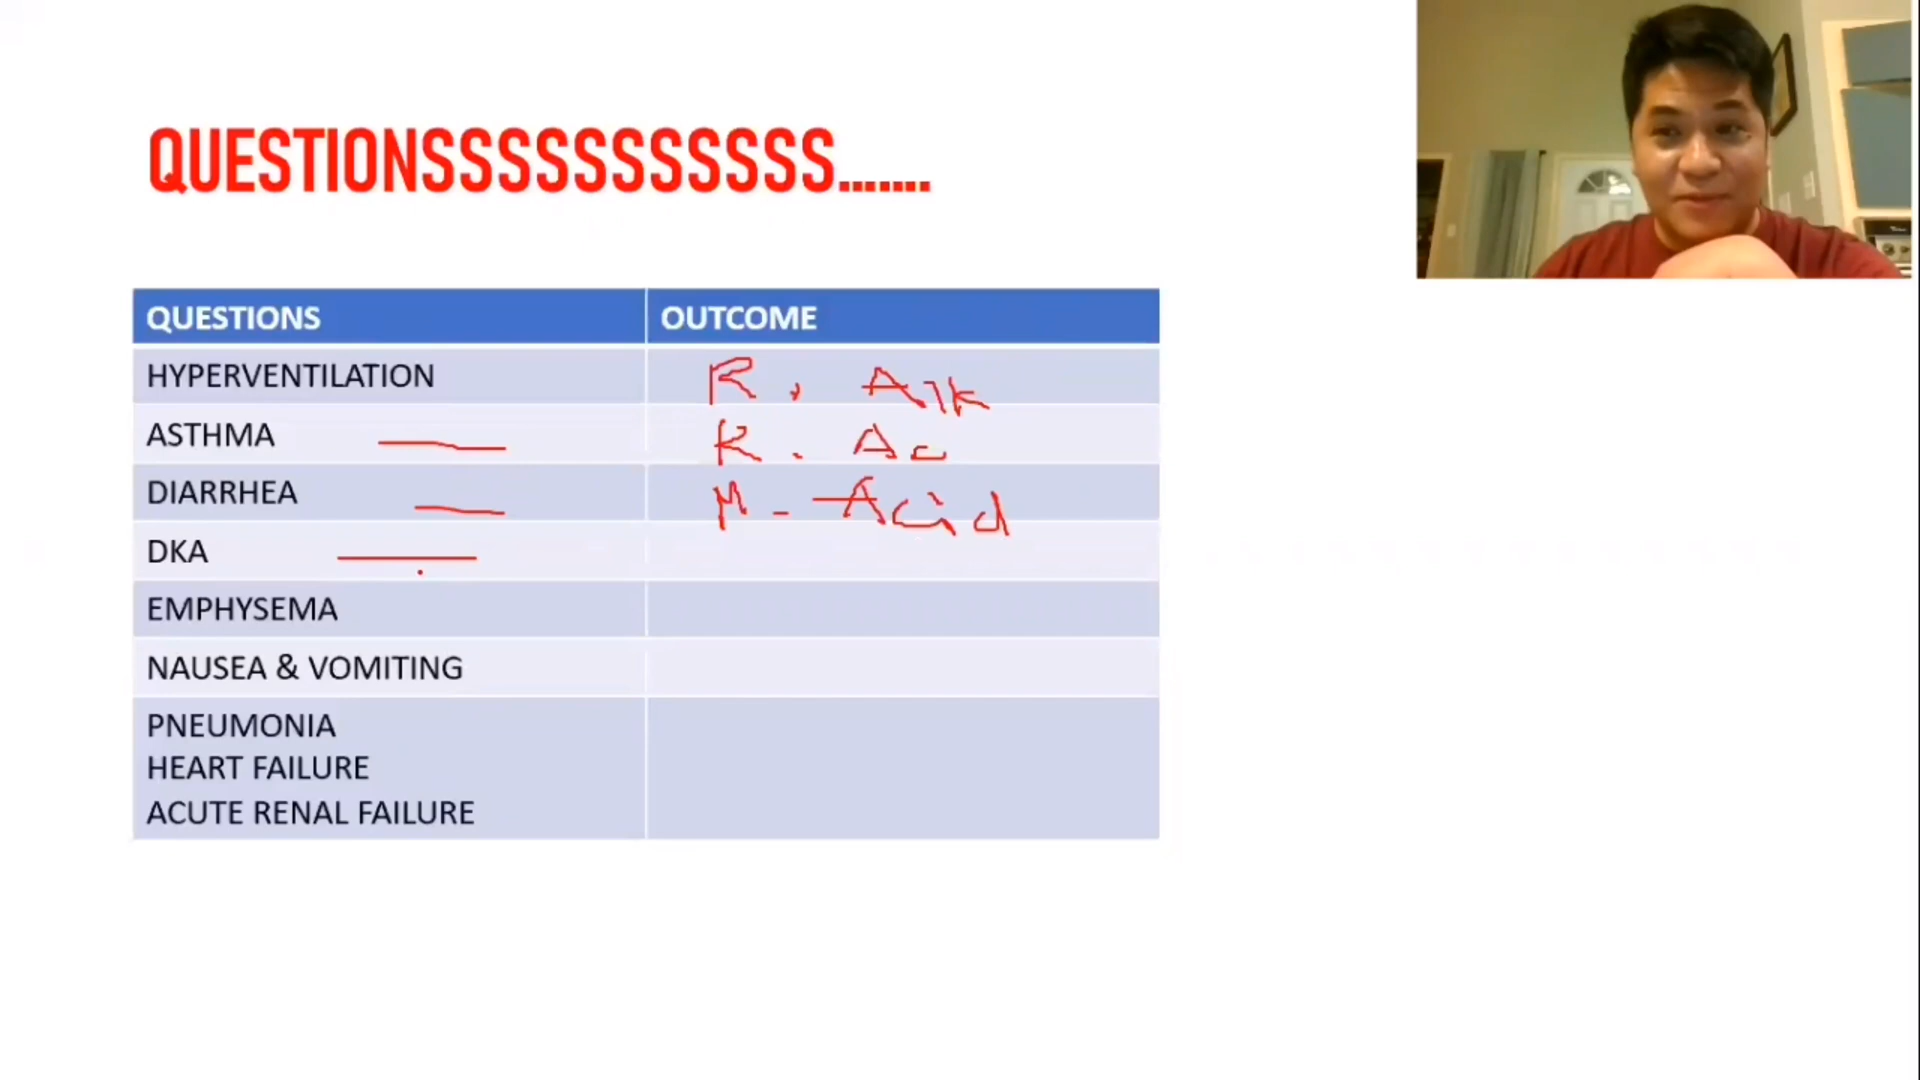 QUESTIONSSSSSSSSSSS.......
QUESTIONS OUTCOME
HYPERVENTILATION R. Alk
ASTHMA R. Ac
DIARRHEA M - Acid
DKA
EMPHYSEMA
NAUSEA & VOMITING
PNEUMONIA
HEART FAILURE
ACUTE RENAL FAILURE